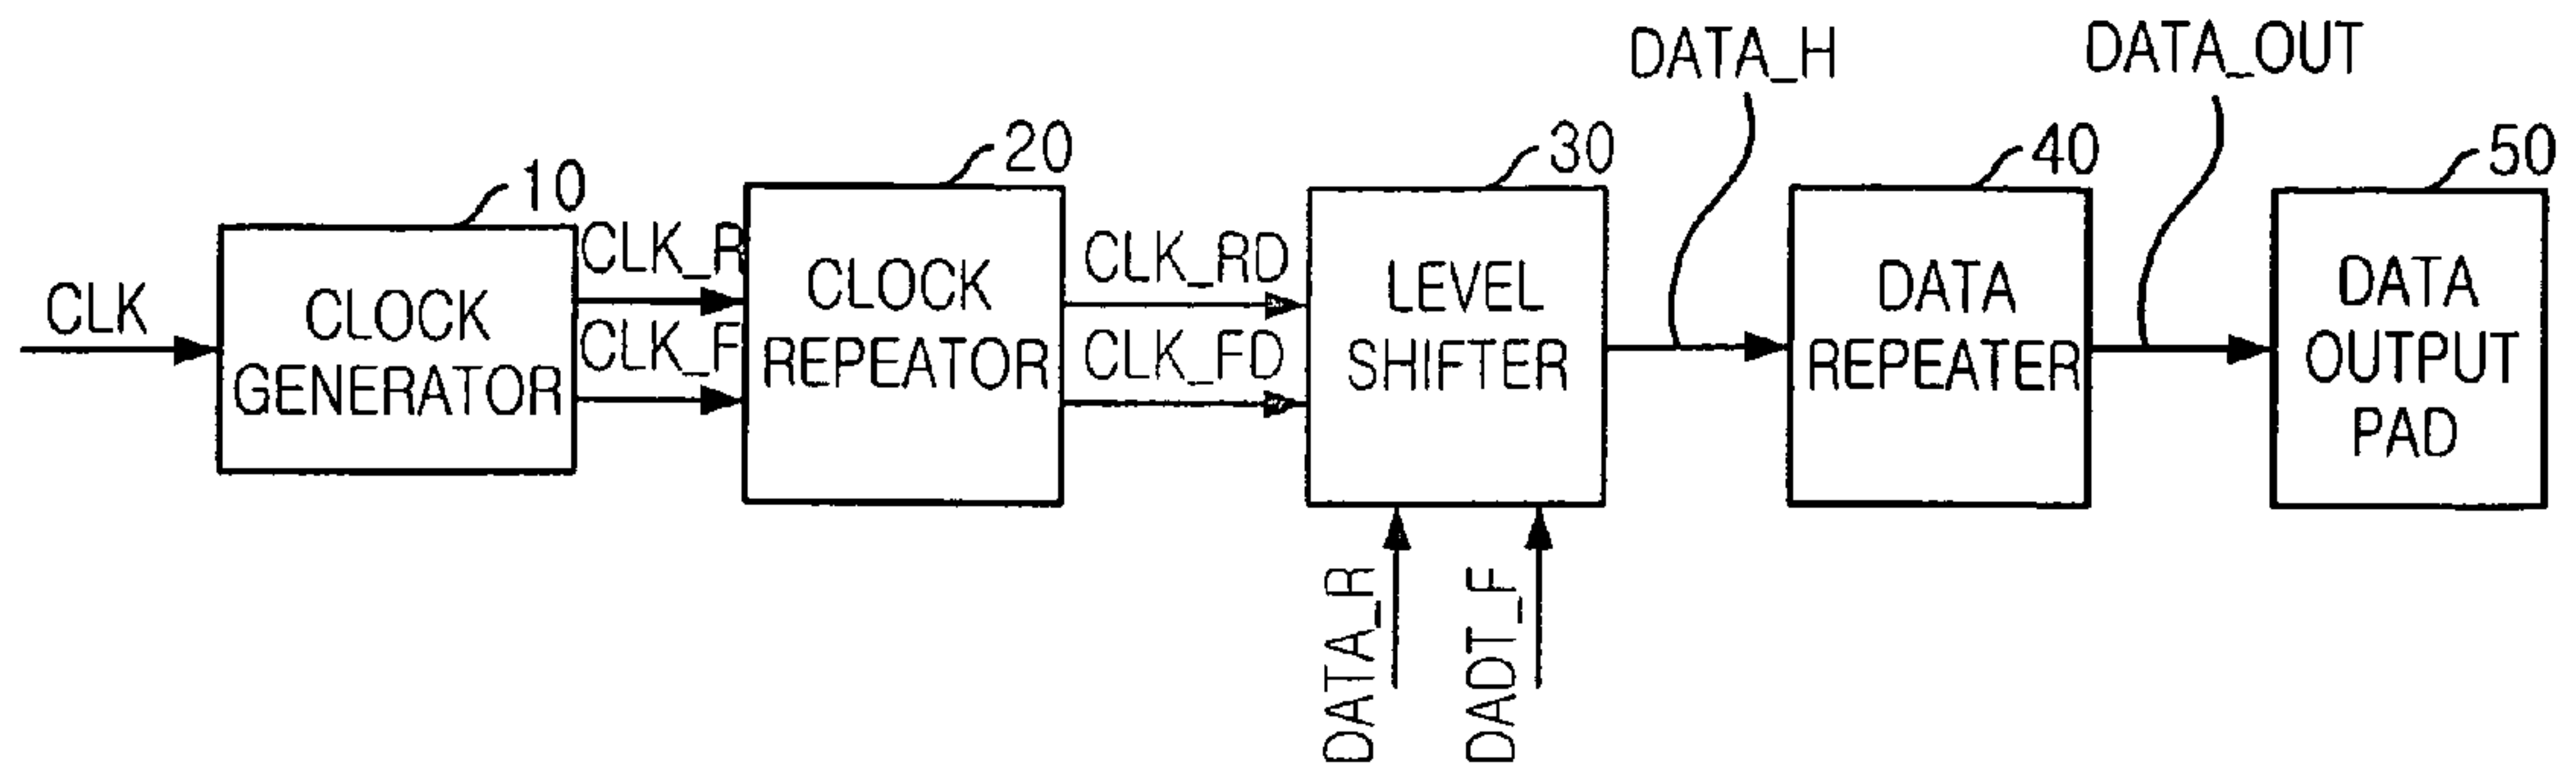 DATA_H
DATA_OUT
10
20
30
40
50
CLK
CLOCK
GENERATOR
CLK_R
CLK_F
CLOCK
REPEATOR
CLK_RD
CLK_FD
LEVEL
SHIFTER
DATA
REPEATER
DATA
OUTPUT
PAD
DATA_R
DADT_F